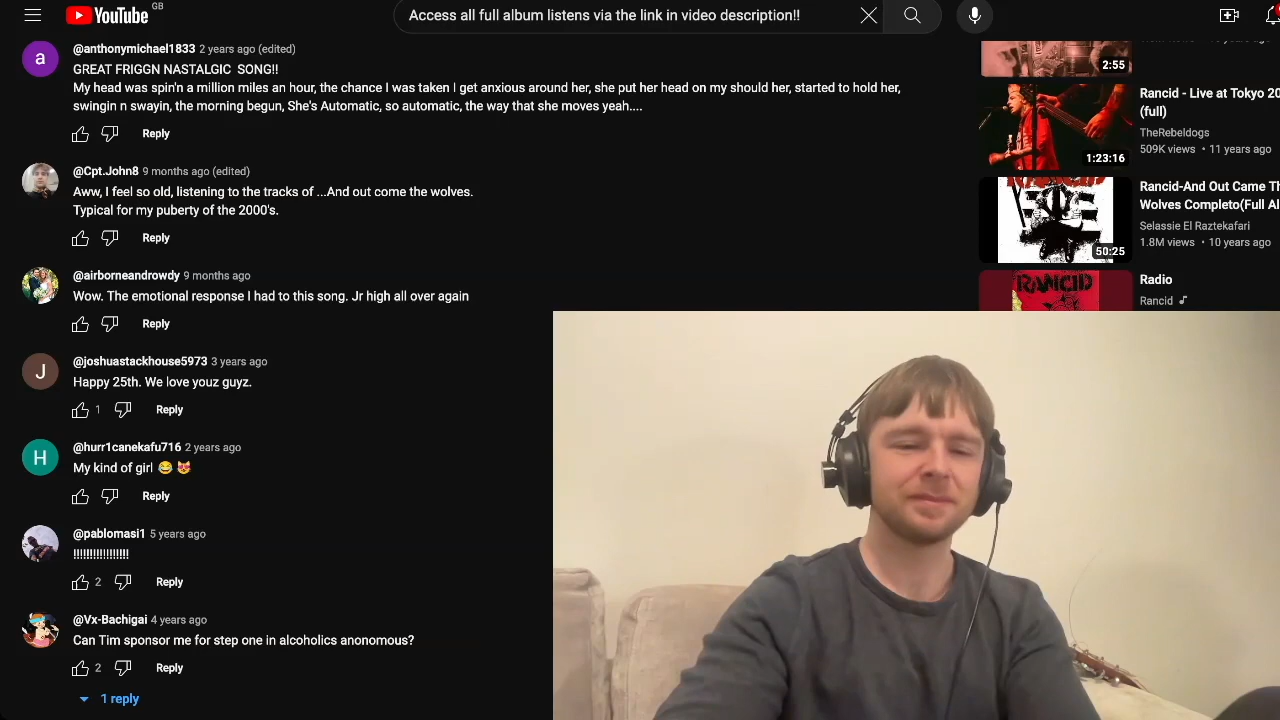 YouTube GB
Access all full album listens via the link in video description!!
@anthonymichael1833 2 years ago (edited)
GREAT FRIGGN NASTALGIC SONG!!
My head was spin'n a million miles an hour, the chance I was taken I get anxious around her, she put her head on my should her, started to hold her,
swingin n swayin, the morning begun, She's Automatic, so automatic, the way that she moves yeah....
Reply
@Cpt.John8 9 months ago (edited)
Aww, I feel so old, listening to the tracks of ...And out come the wolves.
Typical for my puberty of the 2000's.
Reply
@airborneandrowdy 9 months ago
Wow. The emotional response I had to this song. Jr high all over again
Reply
J
@joshuastackhouse5973 3 years ago
Happy 25th. We love youz guyz.
1 Reply
H
@hurr1canekafu716 2 years ago
My kind of girl 😂 😻
Reply
@pablomasi1 5 years ago
!!!!!!!!!!!!!!!!!
2 Reply
@Vx-Bachigai 4 years ago
Can Tim sponsor me for step one in alcoholics anonomous?
2 Reply
1 reply
a
2:55
Rancid - Live at Tokyo 20
(full)
TheRebeldogs
509K views • 11 years ago
1:23:16
Rancid-And Out Came Th
Wolves Completo(Full Al
Selassie El Raztekafari
1.8M views • 10 years ago
50:25
RANCID
Radio
Rancid